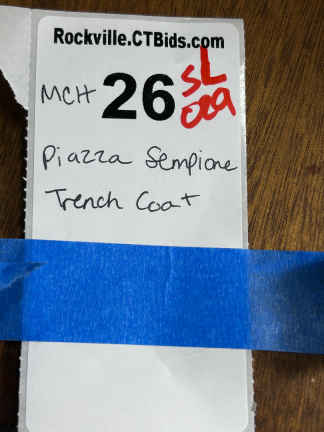 Rockville.CTBids.com
MCH 26 SL
009
Piazza Sempione
Trench Coat